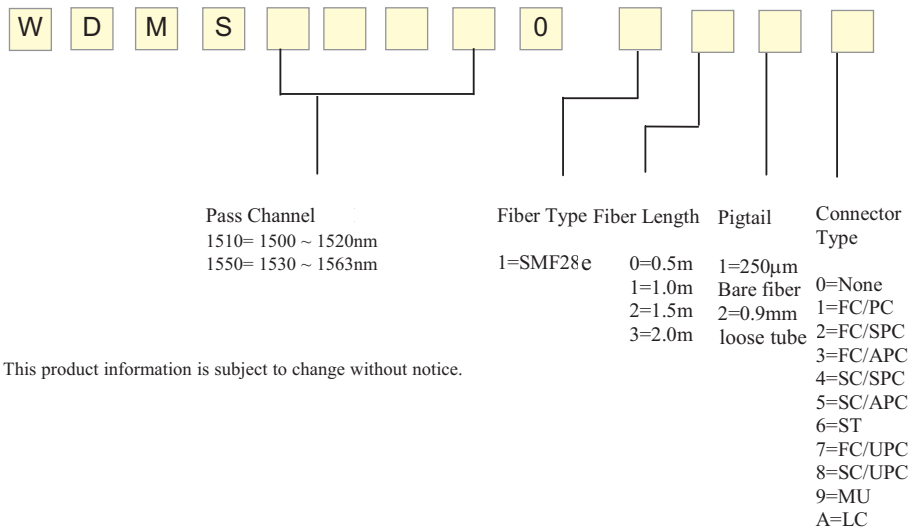 W D M S 0
Pass Channel
1510= 1500 ~ 1520nm
1550= 1530 ~ 1563nm
Fiber Type
1=SMF28e
Fiber Length
0=0.5m
1=1.0m
2=1.5m
3=2.0m
Pigtail
1=250μm
Bare fiber
2=0.9mm
loose tube
Connector
Type
0=None
1=FC/PC
2=FC/SPC
3=FC/APC
4=SC/SPC
5=SC/APC
6=ST
7=FC/UPC
8=SC/UPC
9=MU
A=LC
This product information is subject to change without notice.